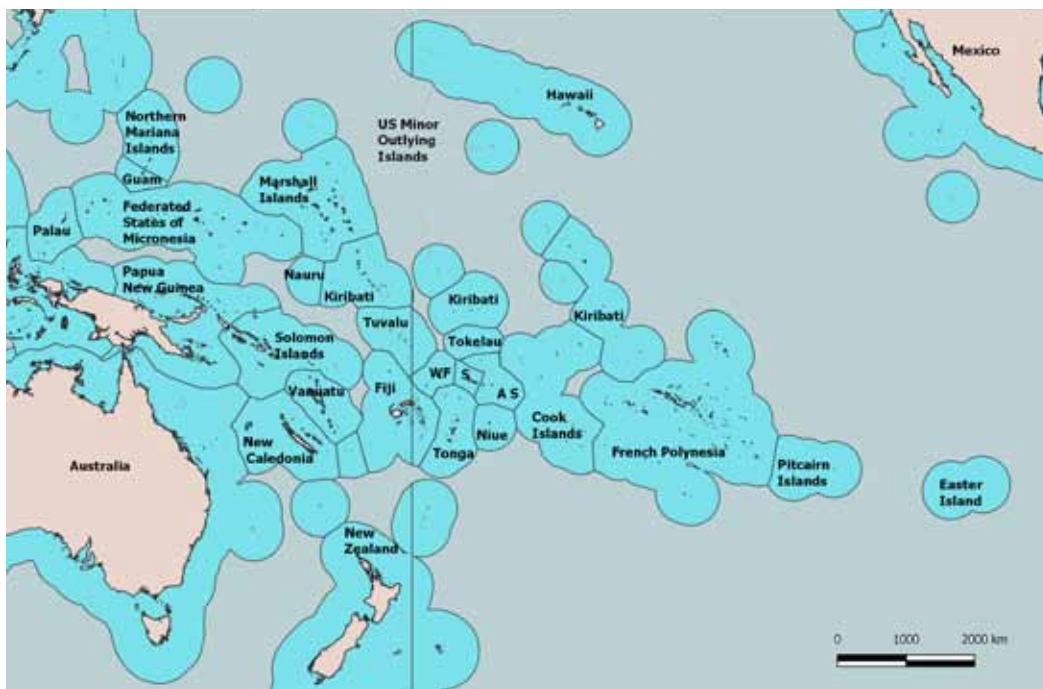 Mexico
Hawaii
Northern
Mariana
Islands
US Minor
Outlying
Islands
Guam
Marshall
Islands
Federated
States of
Micronesia
Palau
Papua
New Guinea
Nauru
Kiribati
Kiribati
Kiribati
Tuvalu
Tokelau
Solomon
Islands
WF
S
A S
Fiji
Vanuatu
Cook
Islands
Niue
Tonga
New
Caledonia
French Polynesia
Pitcairn
Islands
Australia
Easter
Island
New
Zealand
0 1000 2000 km